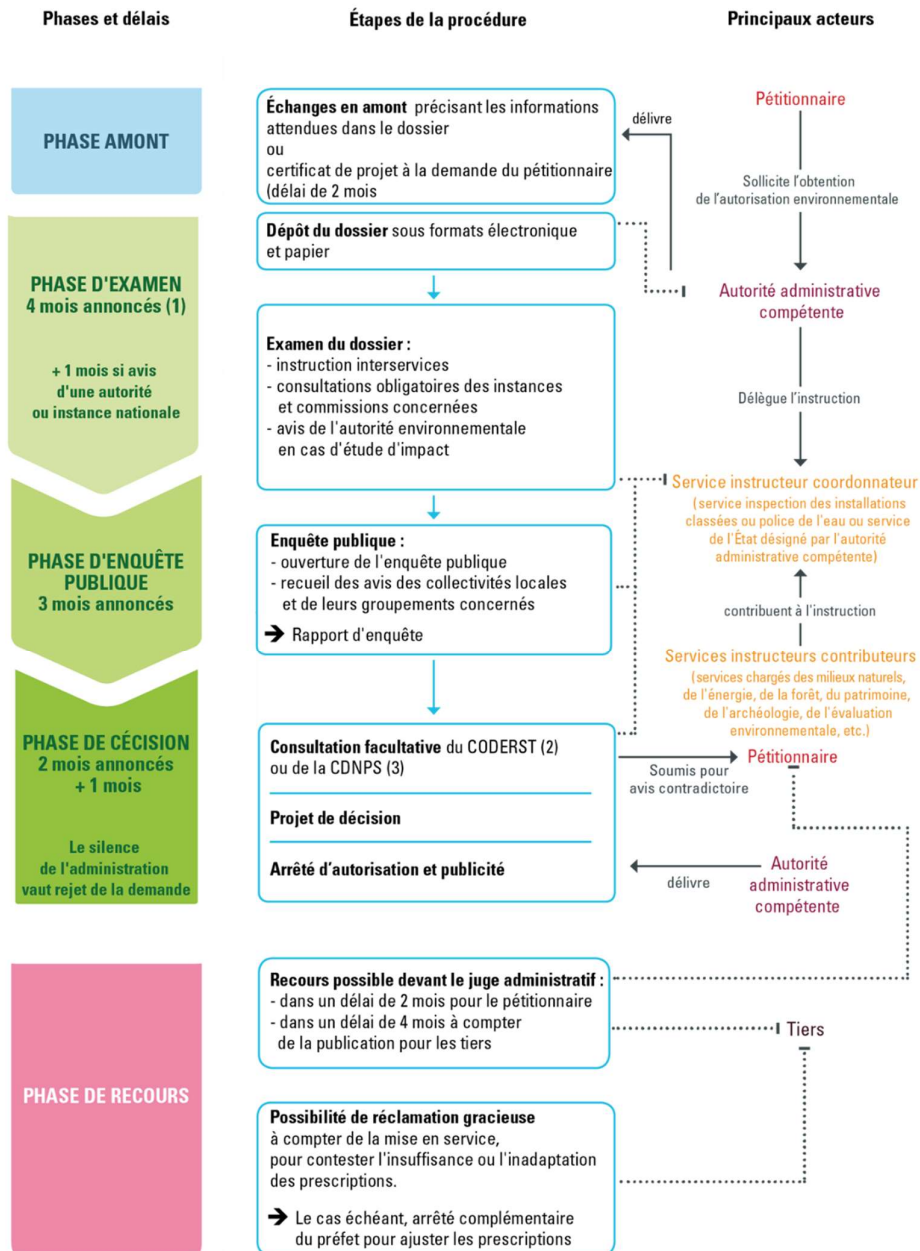 Phases et délais
Étapes de la procédure
Principaux acteurs
PHASE AMONT
Échanges en amont précisant les informations
attendues dans le dossier
ou
certificat de projet à la demande du pétitionnaire
(délai de 2 mois
délivre
Pétitionnaire
Sollicite l'obtention
de l'autorisation environnementale
PHASE D'EXAMEN
4 mois annoncés (1)
+ 1 mois si avis
d'une autorité
ou instance nationale
Dépôt du dossier sous formats électronique
et papier
Autorité administrative
compétente
Examen du dossier :
- instruction interservices
- consultations obligatoires des instances
et commissions concernées
- avis de l'autorité environnementale
en cas d'étude d'impact
Délègue l'instruction
Service instructeur coordonnateur
(service inspection des installations
classées ou police de l'eau ou service
de l'État désigné par l'autorité
administrative compétente)
PHASE D'ENQUÊTE
PUBLIQUE
3 mois annoncés
Enquête publique :
- ouverture de l'enquête publique
- recueil des avis des collectivités locales
et de leurs groupements concernés
➔ Rapport d'enquête
contribuent à l'instruction
Services instructeurs contributeurs
(services chargés des milieux naturels,
de l'énergie, de la forêt, du patrimoine,
de l'archéologie, de l'évaluation
environnementale, etc.)
PHASE DE CÉCISION
2 mois annoncés
+ 1 mois
Le silence
de l'administration
vaut rejet de la demande
Consultation facultative du CODERST (2)
ou de la CDNPS (3)
Projet de décision
Arrêté d'autorisation et publicité
Soumis pour
avis contradictoire
Pétitionnaire
délivre
Autorité
administrative
compétente
PHASE DE RECOURS
Recours possible devant le juge administratif :
- dans un délai de 2 mois pour le pétitionnaire
- dans un délai de 4 mois à compter
de la publication pour les tiers
Tiers
Possibilité de réclamation gracieuse
à compter de la mise en service,
pour contester l'insuffisance ou l'inadaptation
des prescriptions.
➔ Le cas échéant, arrêté complémentaire
du préfet pour ajuster les prescriptions